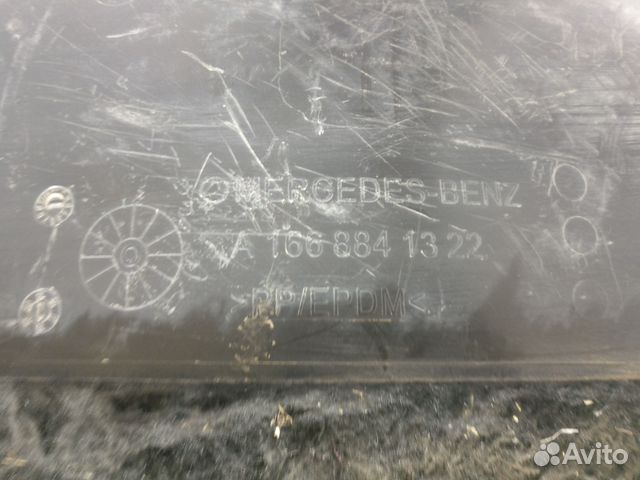 MERCEDES-BENZ
A 166 884 13 22
>PP/EPDM<
Avito